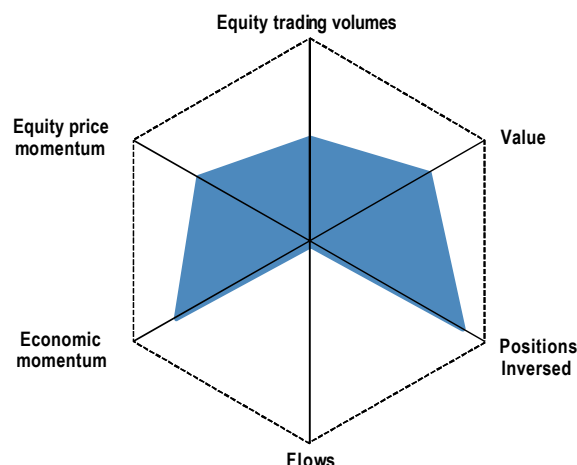 Equity trading volumes
Equity price
momentum
Value
Economic
momentum
Positions
Inversed
Flows